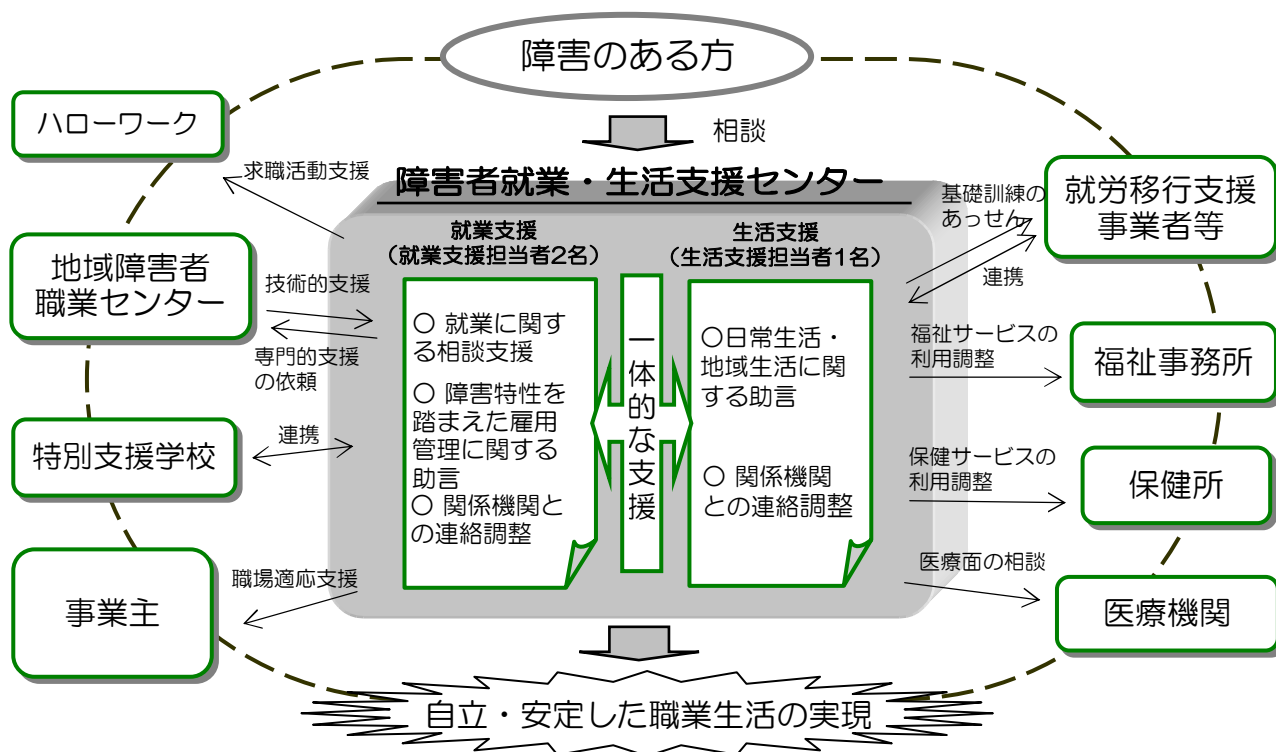 障害のある方
相談
ハローワーク
求職活動支援
地域障害者
職業センター
技術的支援
専門的支援
の依頼
特別支援学校
連携
事業主
職場適応支援
障害者就業・生活支援センター
就業支援
（就業支援担当者2名）
○ 就業に関す
る相談支援
○ 障害特性を
踏まえた雇用
管理に関する
助言
○ 関係機関と
の連絡調整
一体的な支援
生活支援
（生活支援担当者1名）
○日常生活・
地域生活に関
する助言
○ 関係機関
との連絡調整
基礎訓練の
あっせん
就労移行支援
事業者等
連携
福祉サービスの
利用調整
福祉事務所
保健サービスの
利用調整
保健所
医療面の相談
医療機関
自立・安定した職業生活の実現